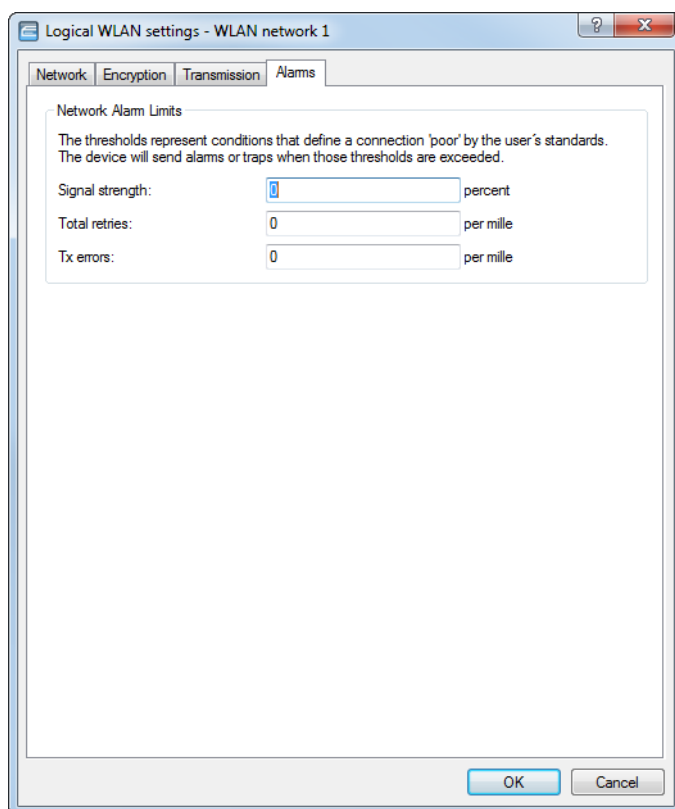 Logical WLAN settings - WLAN network 1
?
X
Network Encryption Transmission Alarms
Network Alarm Limits
The thresholds represent conditions that define a connection 'poor' by the user´s standards.
The device will send alarms or traps when those thresholds are exceeded.
Signal strength: 0 percent
Total retries: 0 per mille
Tx errors: 0 per mille
OK Cancel